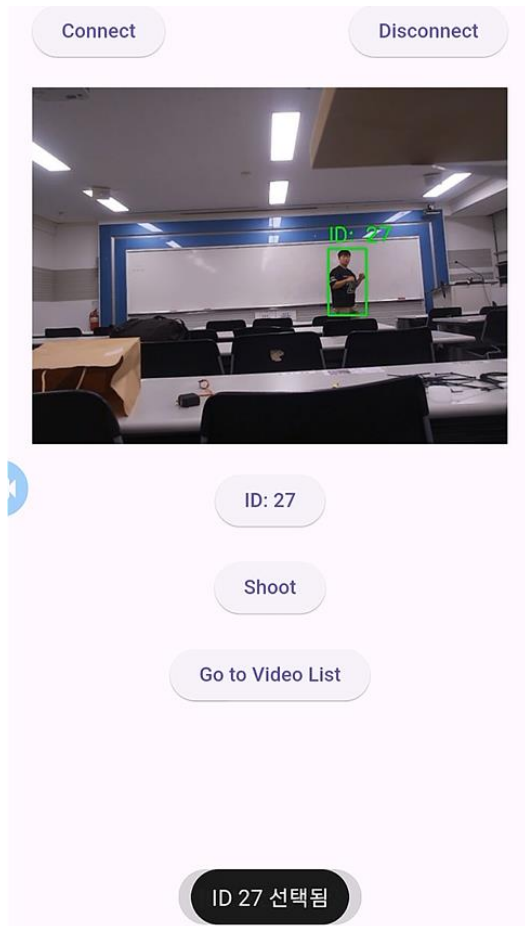 Connect
Disconnect
ID: 27
ID: 27
Shoot
Go to Video List
ID 27 선택됨